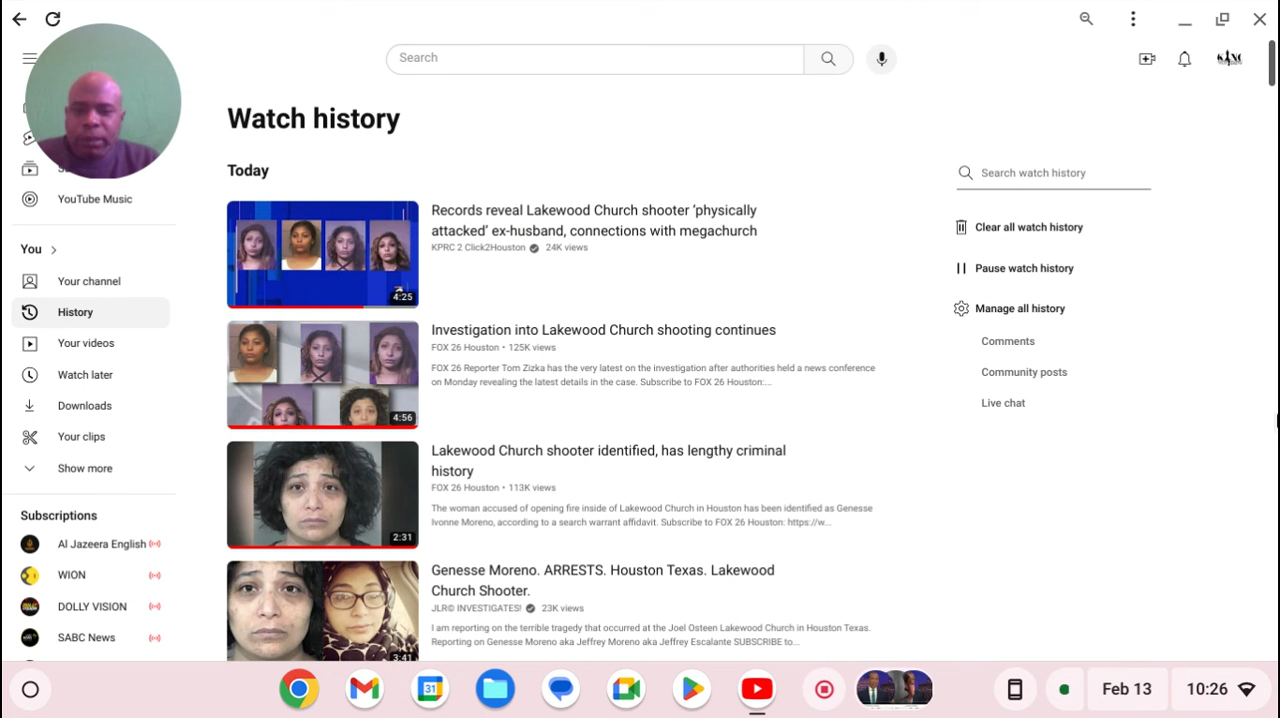 Search
Watch history
Today
YouTube Music
You
Your channel
History
Your videos
Watch later
Downloads
Your clips
Show more
Subscriptions
Al Jazeera English
WION
DOLLY VISION
SABC News
4:25
Records reveal Lakewood Church shooter ‘physically
attacked’ ex-husband, connections with megachurch
KPRC 2 Click2Houston 24K views
4:56
Investigation into Lakewood Church shooting continues
FOX 26 Houston • 125K views
FOX 26 Reporter Tom Zizka has the very latest on the investigation after authorities held a news conference
on Monday revealing the latest details in the case. Subscribe to FOX 26 Houston:...
2:31
Lakewood Church shooter identified, has lengthy criminal
history
FOX 26 Houston • 113K views
The woman accused of opening fire inside of Lakewood Church in Houston has been identified as Genesse
Ivonne Moreno, according to a search warrant affidavit. Subscribe to FOX 26 Houston: https://w...
3:41
Genesse Moreno. ARRESTS. Houston Texas. Lakewood
Church Shooter.
JLR© INVESTIGATES! 23K views
I am reporting on the terrible tragedy that occurred at the Joel Osteen Lakewood Church in Houston Texas.
Reporting on Genesse Moreno aka Jeffrey Moreno aka Jeffrey Escalante SUBSCRIBE to...
Search watch history
Clear all watch history
Pause watch history
Manage all history
Comments
Community posts
Live chat
31
Feb 13
10:26